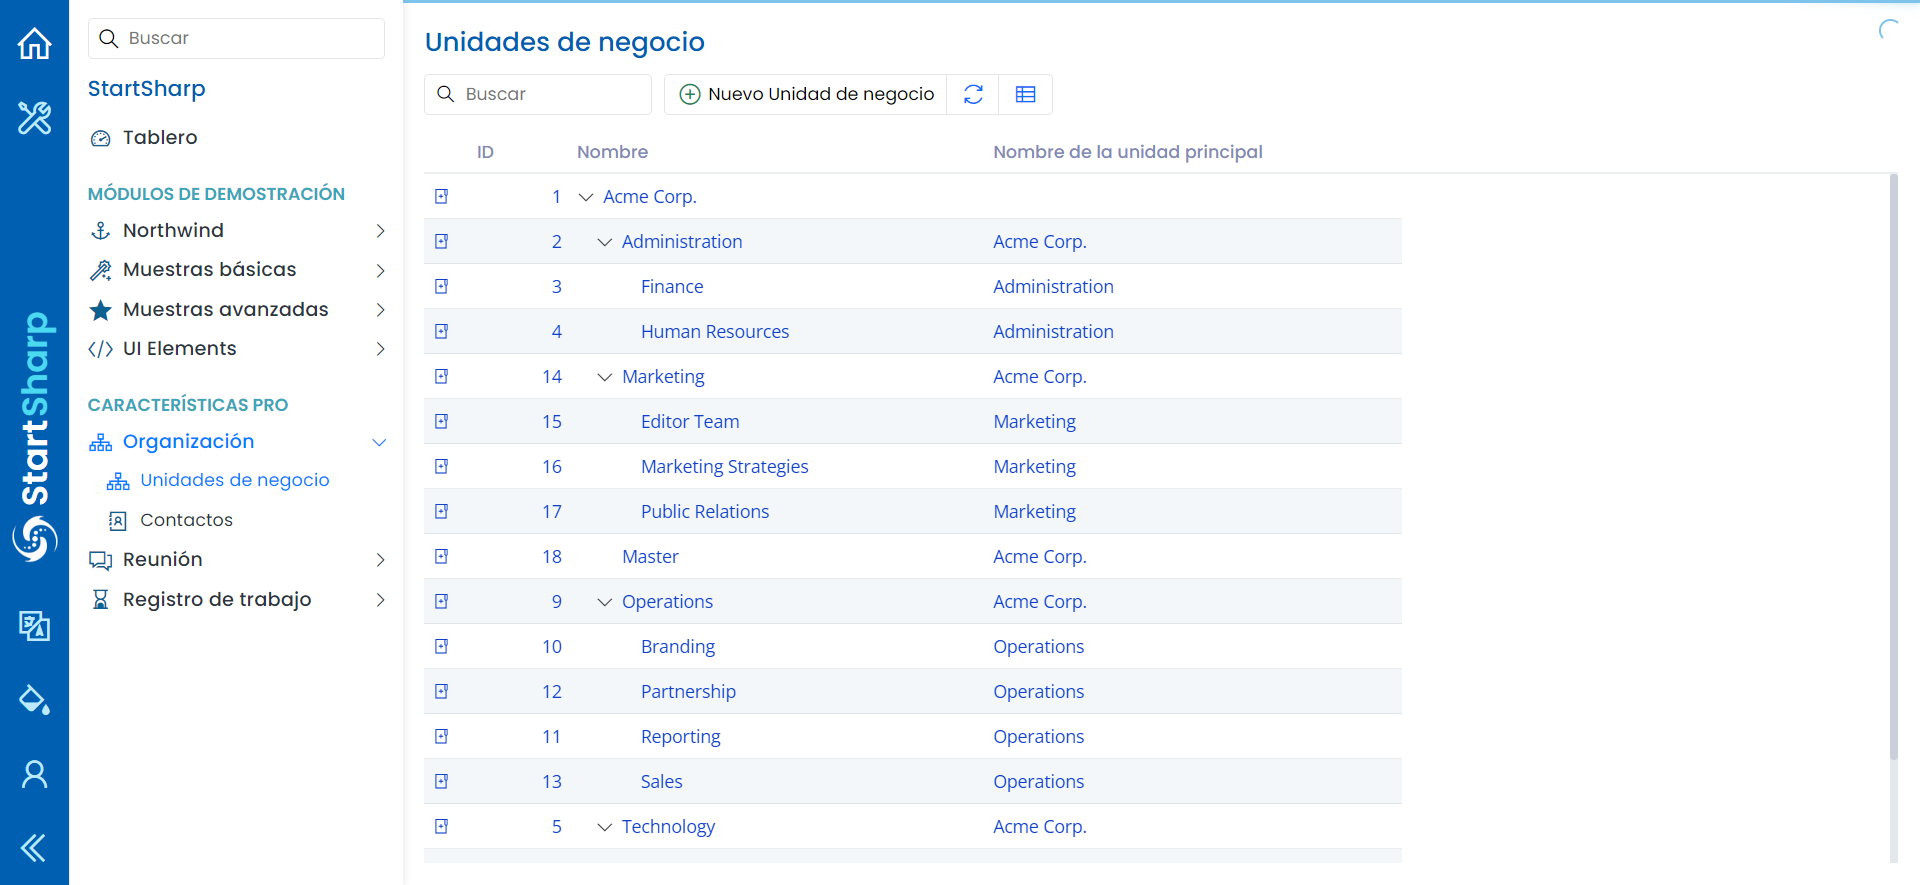 StartSharp
Buscar
StartSharp
Tablero
MÓDULOS DE DEMOSTRACIÓN
Northwind
Muestras básicas
Muestras avanzadas
UI Elements
CARACTERÍSTICAS PRO
Organización
Unidades de negocio
Contactos
Reunión
Registro de trabajo
Unidades de negocio
Buscar
Nuevo Unidad de negocio
ID Nombre Nombre de la unidad principal
1 Acme Corp.
2 Administration Acme Corp.
3 Finance Administration
4 Human Resources Administration
14 Marketing Acme Corp.
15 Editor Team Marketing
16 Marketing Strategies Marketing
17 Public Relations Marketing
18 Master Acme Corp.
9 Operations Acme Corp.
10 Branding Operations
12 Partnership Operations
11 Reporting Operations
13 Sales Operations
5 Technology Acme Corp.